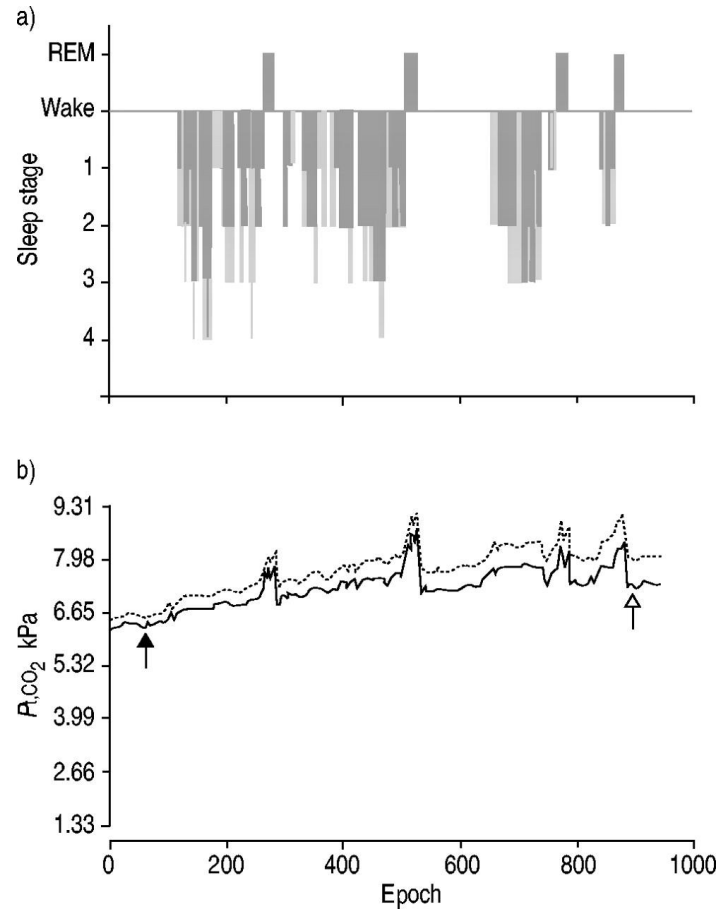 a)
REM
Wake
1
2
3
4
Sleep stage
b)
9.31
7.98
6.65
5.32
3.99
2.66
1.33
Pt,CO2 kPa
0 200 400 600 800 1000
Epoch